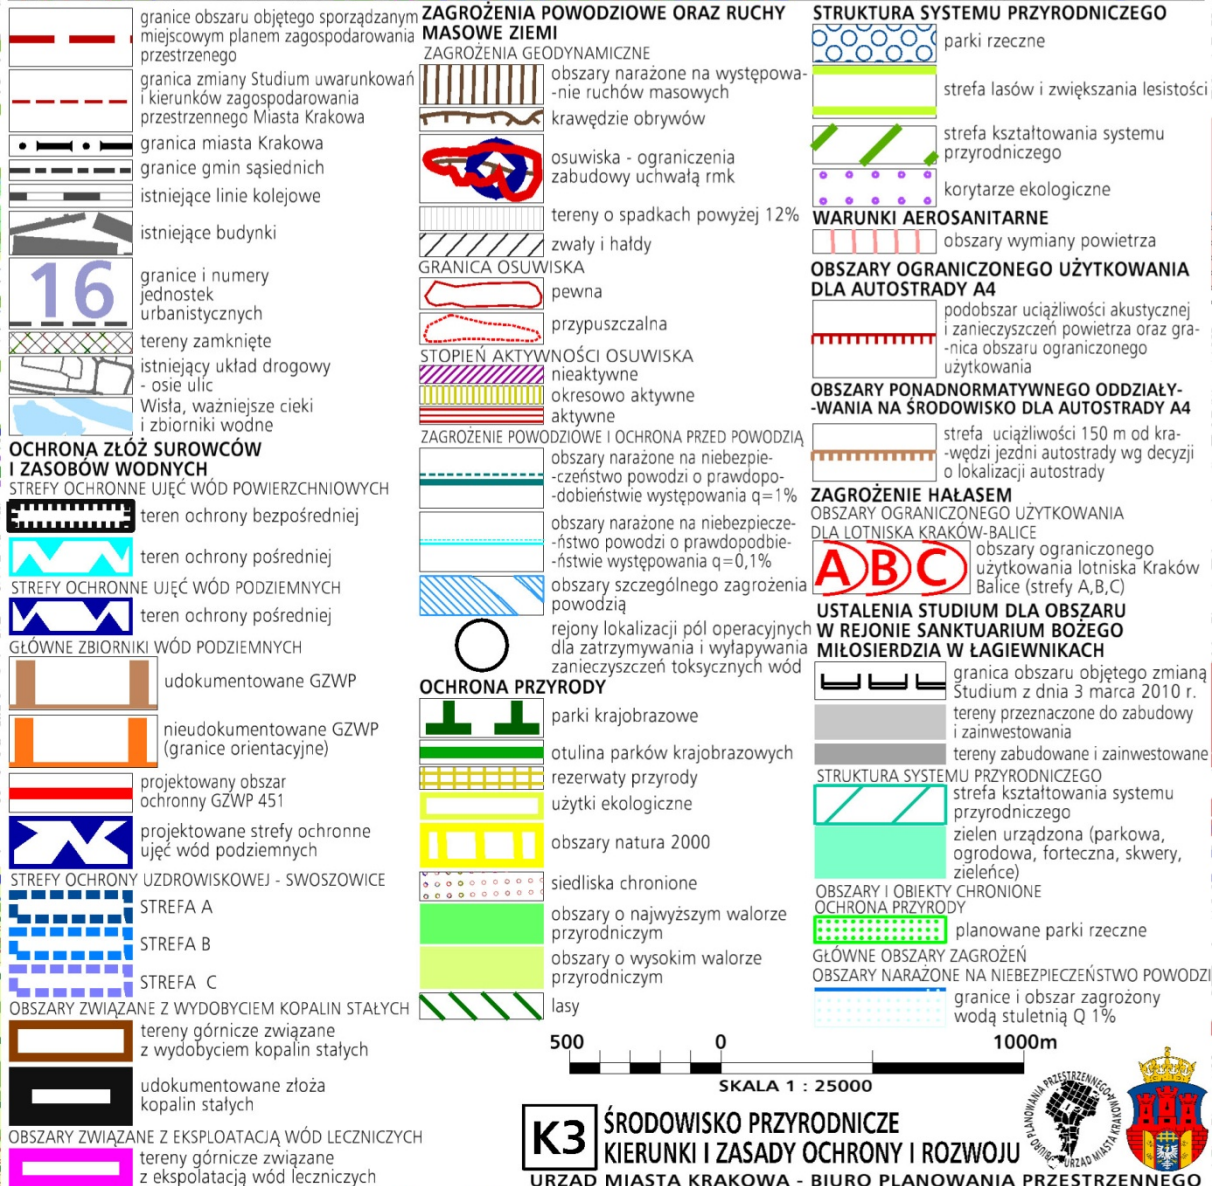 granice obszaru objętego sporządzanym
miejscowym planem zagospodarowania
przestrzenego
granica zmiany Studium uwarunkowań
i kierunków zagospodarowania
przestrzennego Miasta Krakowa
granica miasta Krakowa
granice gmin sąsiednich
istniejące linie kolejowe
istniejące budynki
16
granice i numery
jednostek
urbanistycznych
tereny zamknięte
istniejący układ drogowy
- osie ulic
Wisła, ważniejsze cieki
i zbiorniki wodne
OCHRONA ZŁÓŻ SUROWCÓW
I ZASOBÓW WODNYCH
STREFY OCHRONNE UJĘĆ WÓD POWIERZCHNIOWYCH
teren ochrony bezpośredniej
teren ochrony pośredniej
STREFY OCHRONNE UJĘĆ WÓD PODZIEMNYCH
teren ochrony pośredniej
GŁÓWNE ZBIORNIKI WÓD PODZIEMNYCH
udokumentowane GZWP
nieudokumentowane GZWP
(granice orientacyjne)
projektowany obszar
ochronny GZWP 451
projektowane strefy ochronne
ujęć wód podziemnych
STREFY OCHRONY UZDROWISKOWEJ - SWOSZOWICE
STREFA A
STREFA B
STREFA C
OBSZARY ZWIĄZANE Z WYDOBYCIEM KOPALIN STAŁYCH
tereny górnicze związane
z wydobyciem kopalin stałych
udokumentowane złoża
kopalin stałych
OBSZARY ZWIĄZANE Z EKSPLOATACJĄ WÓD LECZNICZYCH
tereny górnicze związane
z ekspolatacją wód leczniczych
ZAGROŻENIA POWODZIOWE ORAZ RUCHY
MASOWE ZIEMI
ZAGROŻENIA GEODYNAMICZNE
obszary narażone na występowa-
-nie ruchów masowych
krawędzie obrywów
osuwiska - ograniczenia
zabudowy uchwałą rmk
tereny o spadkach powyżej 12%
zwały i hałdy
GRANICA OSUWISKA
pewna
przypuszczalna
STOPIEŃ AKTYWNOŚCI OSUWISKA
nieaktywne
okresowo aktywne
aktywne
ZAGROŻENIE POWODZIOWE I OCHRONA PRZED POWODZIĄ
obszary narażone na niebezpie-
-czeństwo powodzi o prawdopo-
-dobieństwie występowania q=1%
obszary narażone na niebezpiecze-
-ństwo powodzi o prawdopodbie-
-ństwie występowania q=0,1%
obszary szczególnego zagrożenia
powodzią
rejony lokalizacji pól operacyjnych
dla zatrzymywania i wyłapywania
zanieczyszczeń toksycznych wód
OCHRONA PRZYRODY
parki krajobrazowe
otulina parków krajobrazowych
rezerwaty przyrody
użytki ekologiczne
obszary natura 2000
siedliska chronione
obszary o najwyższym walorze
przyrodniczym
obszary o wysokim walorze
przyrodniczym
lasy
STRUKTURA SYSTEMU PRZYRODNICZEGO
parki rzeczne
strefa lasów i zwiększania lesistości
strefa kształtowania systemu
przyrodniczego
korytarze ekologiczne
WARUNKI AEROSANITARNE
obszary wymiany powietrza
OBSZARY OGRANICZONEGO UŻYTKOWANIA
DLA AUTOSTRADY A4
podobszar uciążliwości akustycznej
i zanieczyszczeń powietrza oraz gra-
-nica obszaru ograniczonego
użytkowania
OBSZARY PONADNORMATYWNEGO ODDZIAŁY-
-WANIA NA ŚRODOWISKO DLA AUTOSTRADY A4
strefa uciążliwości 150 m od kra-
-wędzi jezdni autostrady wg decyzji
o lokalizacji autostrady
ZAGROŻENIE HAŁASEM
OBSZARY OGRANICZONEGO UŻYTKOWANIA
DLA LOTNISKA KRAKÓW-BALICE
A B C
obszary ograniczonego
użytkowania lotniska Kraków
Balice (strefy A,B,C)
USTALENIA STUDIUM DLA OBSZARU
W REJONIE SANKTUARIUM BOŻEGO
MIŁOSIERDZIA W ŁAGIEWNIKACH
granica obszaru objętego zmianą
Studium z dnia 3 marca 2010 r.
tereny przeznaczone do zabudowy
i zainwestowania
tereny zabudowane i zainwestowane
STRUKTURA SYSTEMU PRZYRODNICZEGO
strefa kształtowania systemu
przyrodniczego
zielen urządzona (parkowa,
ogrodowa, forteczna, skwery,
zieleńce)
OBSZARY I OBIEKTY CHRONIONE
OCHRONA PRZYRODY
planowane parki rzeczne
GŁÓWNE OBSZARY ZAGROŻEŃ
OBSZARY NARAŻONE NA NIEBEZPIECZEŃSTWO POWODZI
granice i obszar zagrożony
wodą stuletnią Q 1%
500 0 1000m
SKALA 1 : 25000
K3
ŚRODOWISKO PRZYRODNICZE
KIERUNKI I ZASADY OCHRONY I ROZWOJU
BIURO PLANOWANIA PRZESTRZENNEGO
URZĄD MIASTA KRAKOWA
URZĄD MIASTA KRAKOWA - BIURO PLANOWANIA PRZESTRZENNEGO